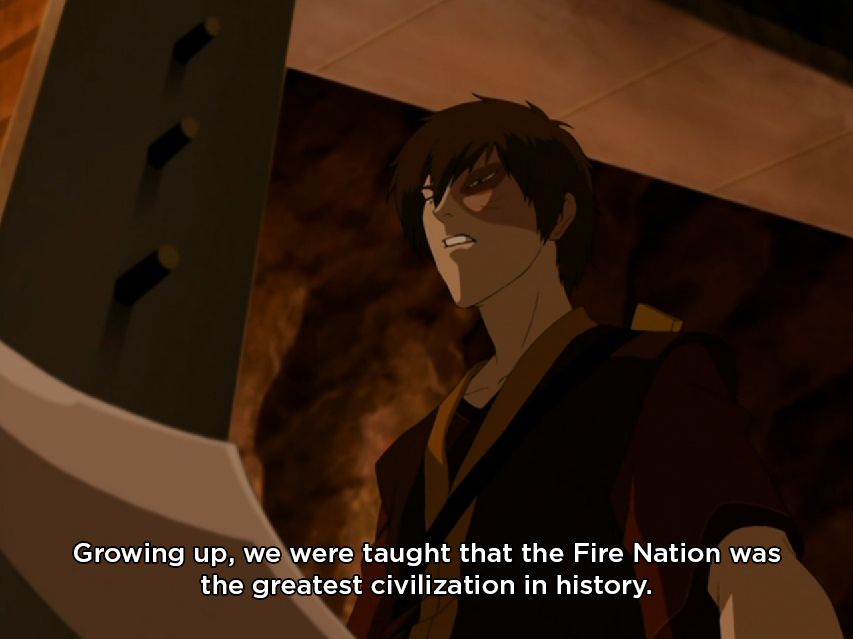 Growing up, we were taught that the Fire Nation was
the greatest civilization in history.